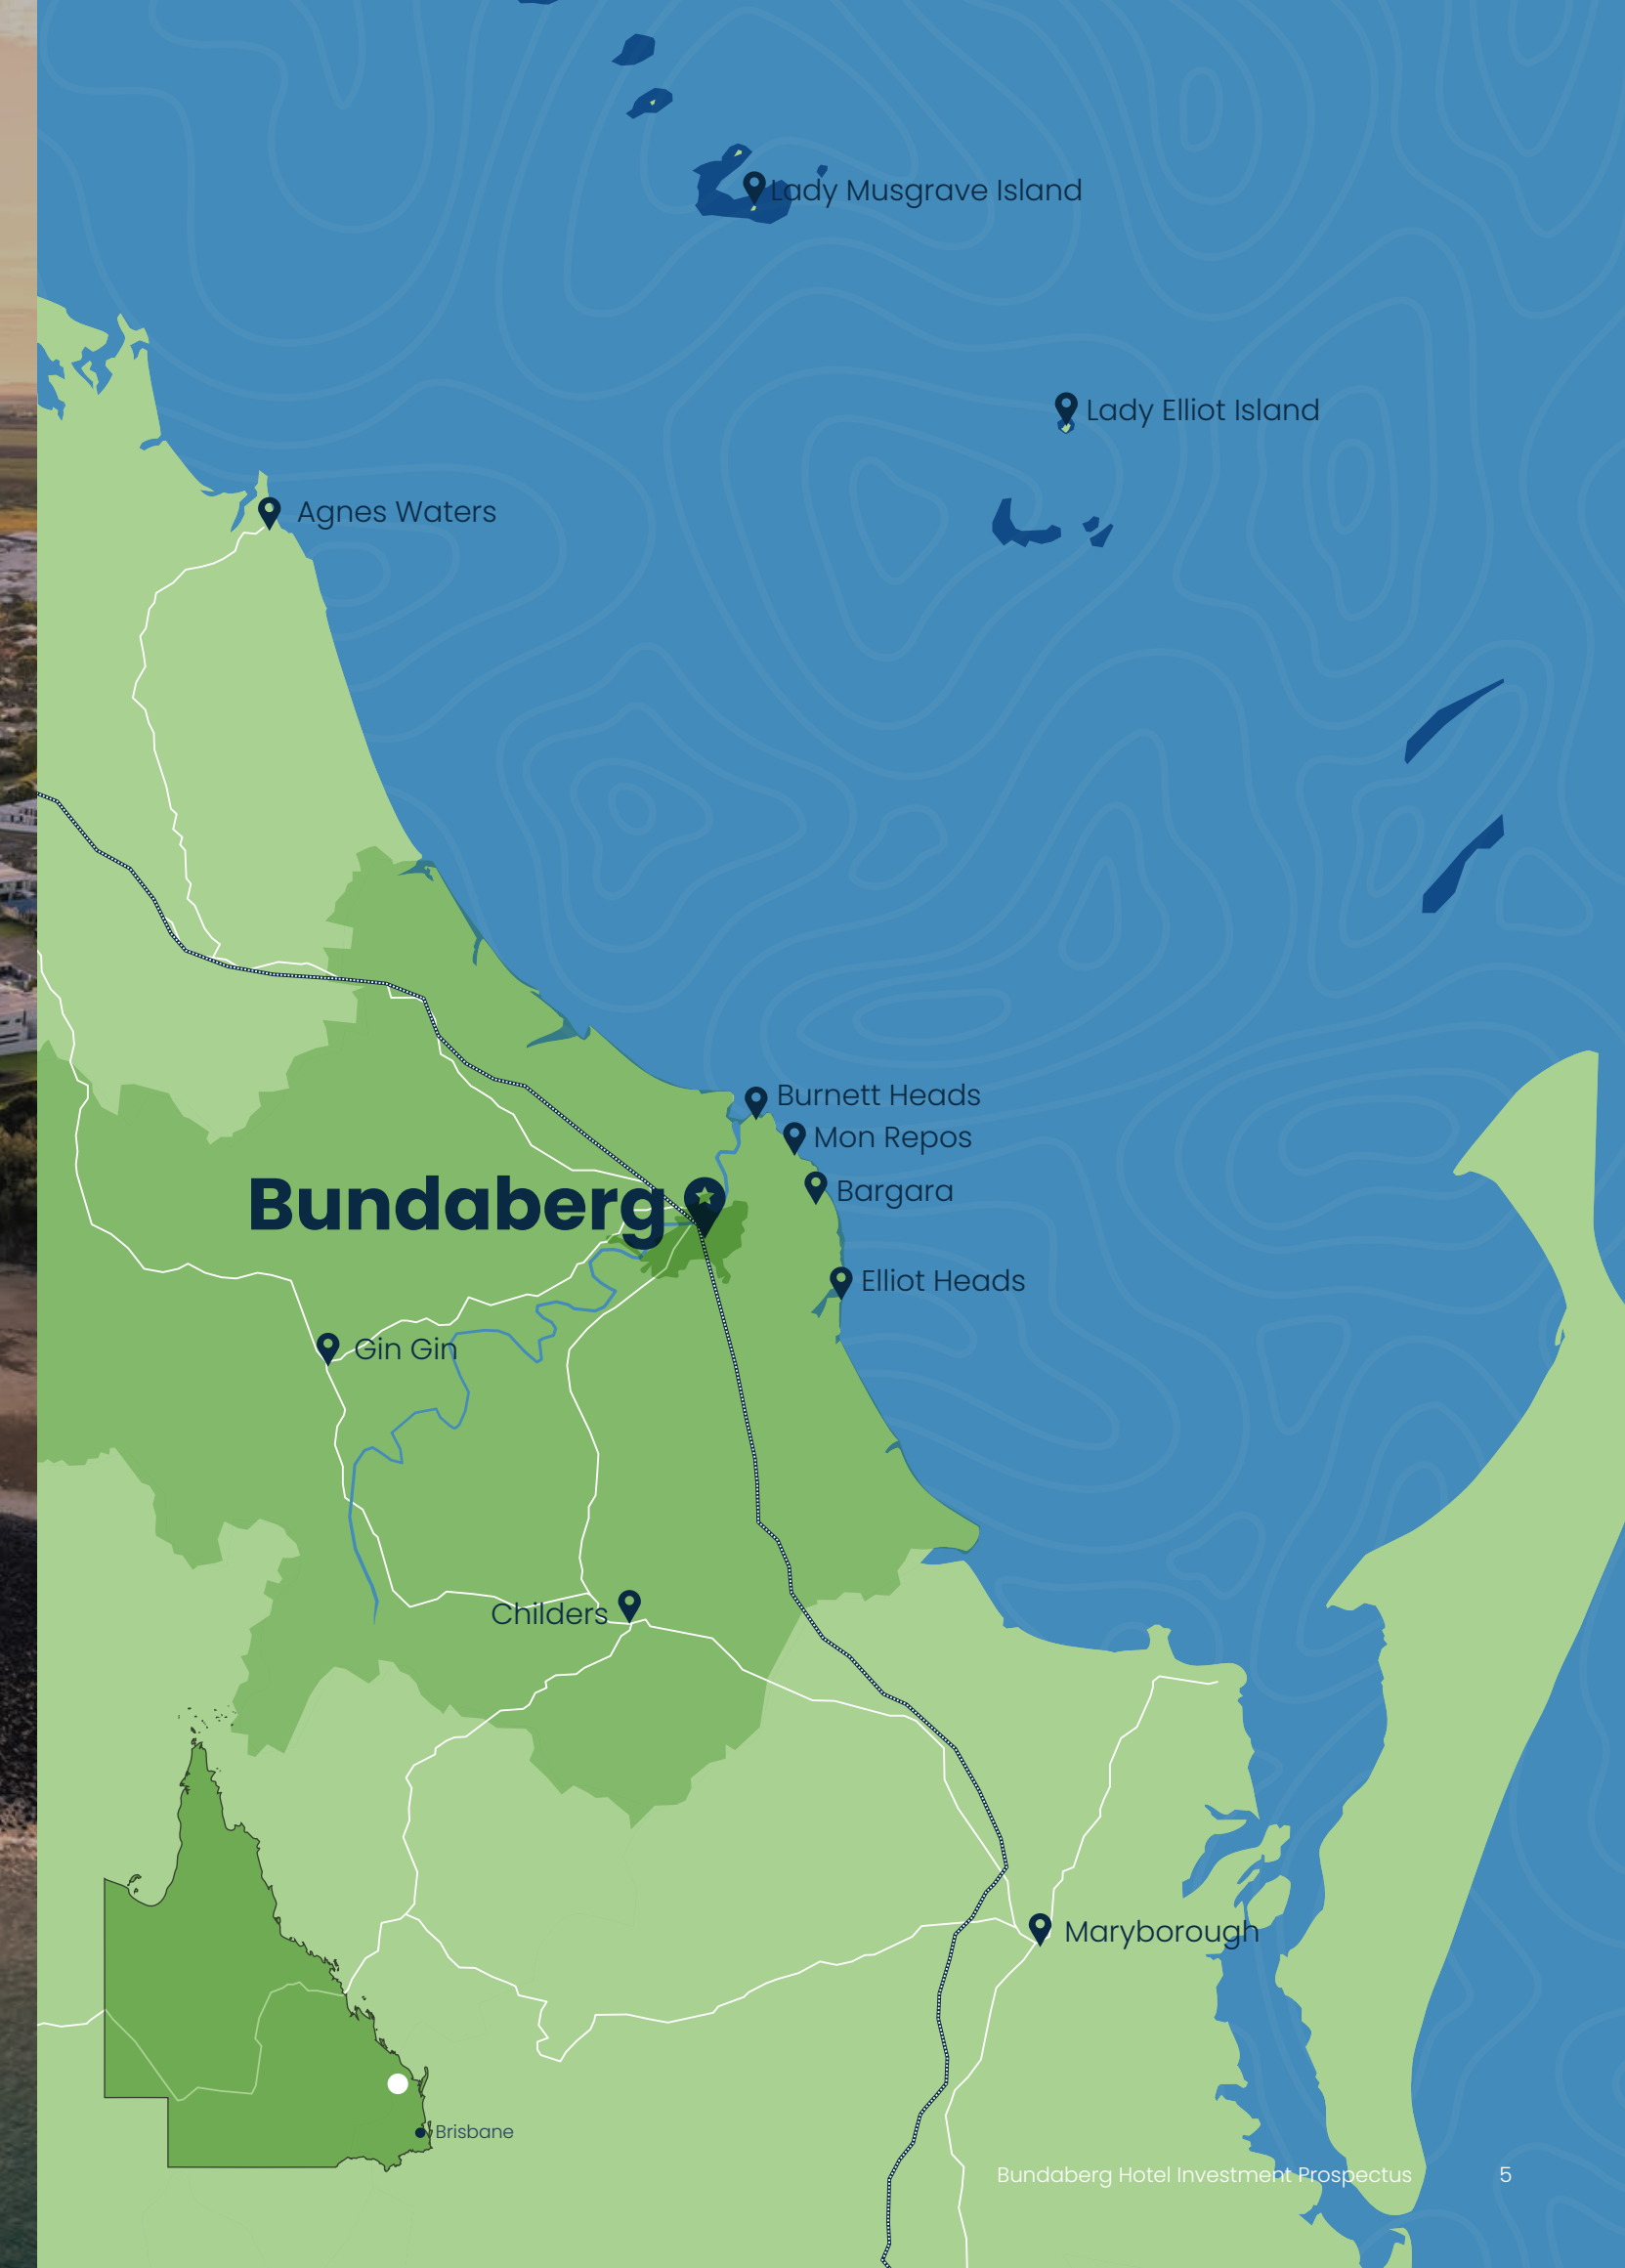 Lady Musgrave Island
Lady Elliot Island
Agnes Waters
Burnett Heads
Mon Repos
Bargara
Bundaberg
Elliot Heads
Gin Gin
Childers
Maryborough
Brisbane
Bundaberg Hotel Investment Prospectus 5